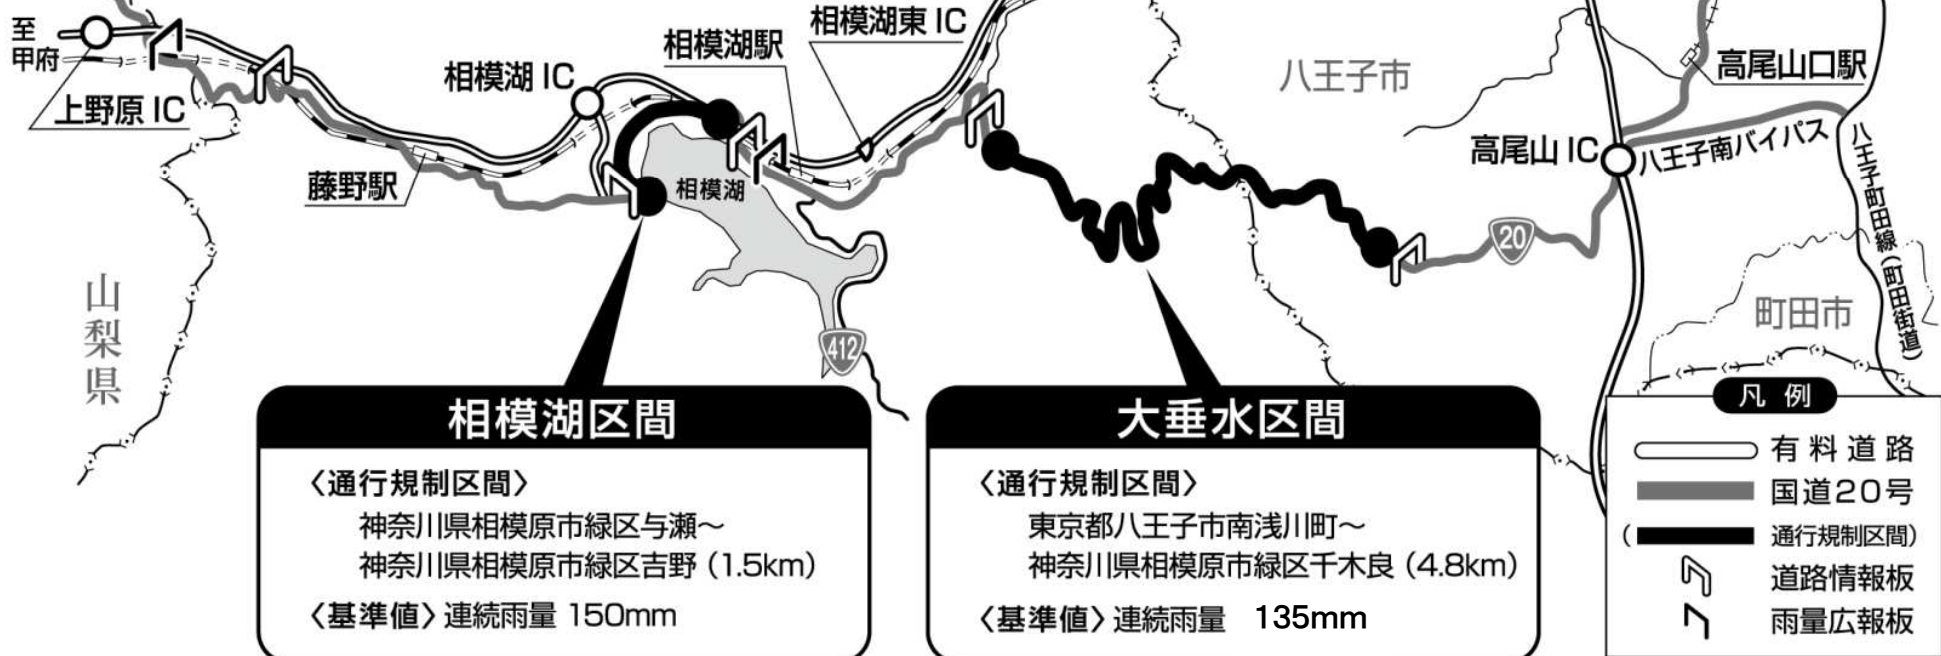 至
甲府
上野原 IC
藤野駅
相模湖 IC
相模湖駅
相模湖東 IC
相模湖
八王子市
高尾山口駅
高尾山 IC
八王子南バイパス
八王子町田線(町田街道)
20
412
町田市
山梨県
相模湖区間
〈通行規制区間〉
神奈川県相模原市緑区与瀬〜
神奈川県相模原市緑区吉野 (1.5km)
〈基準値〉連続雨量 150mm
大垂水区間
〈通行規制区間〉
東京都八王子市南浅川町〜
神奈川県相模原市緑区千木良 (4.8km)
〈基準値〉連続雨量 135mm
凡 例
有料道路
国道20号
( 通行規制区間)
道路情報板
雨量広報板